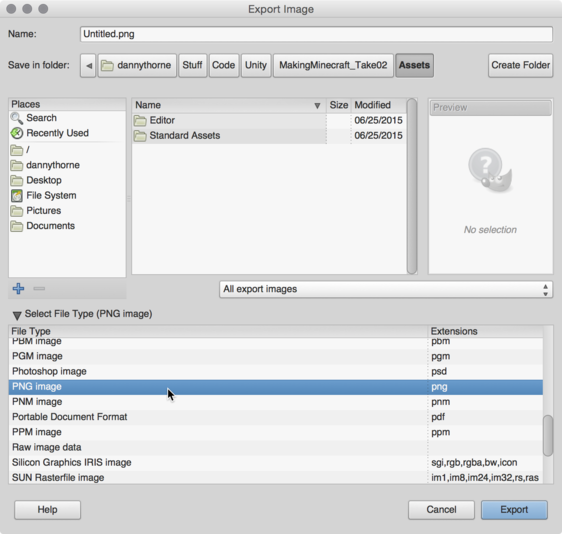 Export Image
Name: Untitled.png
Save in folder: dannythorne Stuff Code Unity MakingMinecraft_Take02 Assets Create Folder
Places Name Size Modified Preview
Search Editor 06/25/2015
Recently Used Standard Assets 06/25/2015
/
dannythorne
Desktop
File System
Pictures
Documents
No selection
All export images
Select File Type (PNG image)
File Type Extensions
PBM image pbm
PGM image pgm
Photoshop image psd
PNG image png
PNM image pnm
Portable Document Format pdf
PPM image ppm
Raw image data
Silicon Graphics IRIS image sgi,rgb,rgba,bw,icon
SUN Rasterfile image im1,im8,im24,im32,rs,ras
Help Cancel Export